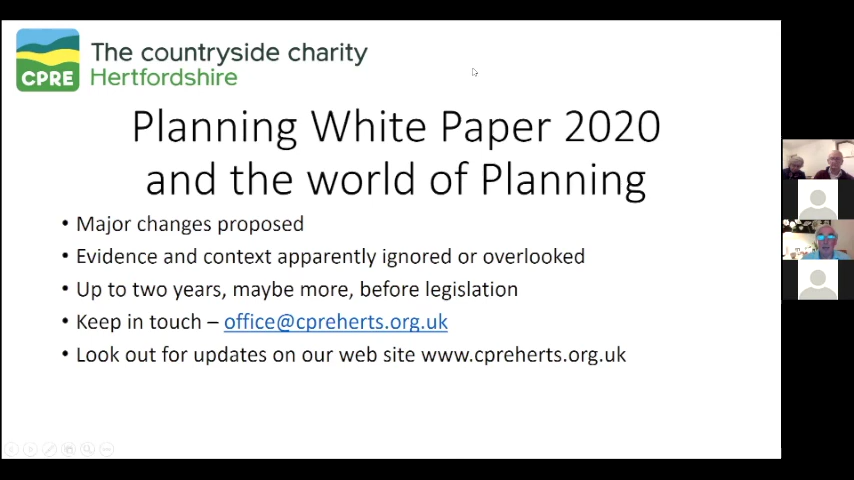 The countryside charity
CPRE
Hertfordshire
Planning White Paper 2020
and the world of Planning
• Major changes proposed
• Evidence and context apparently ignored or overlooked
• Up to two years, maybe more, before legislation
• Keep in touch – office@cpreherts.org.uk
• Look out for updates on our web site www.cpreherts.org.uk